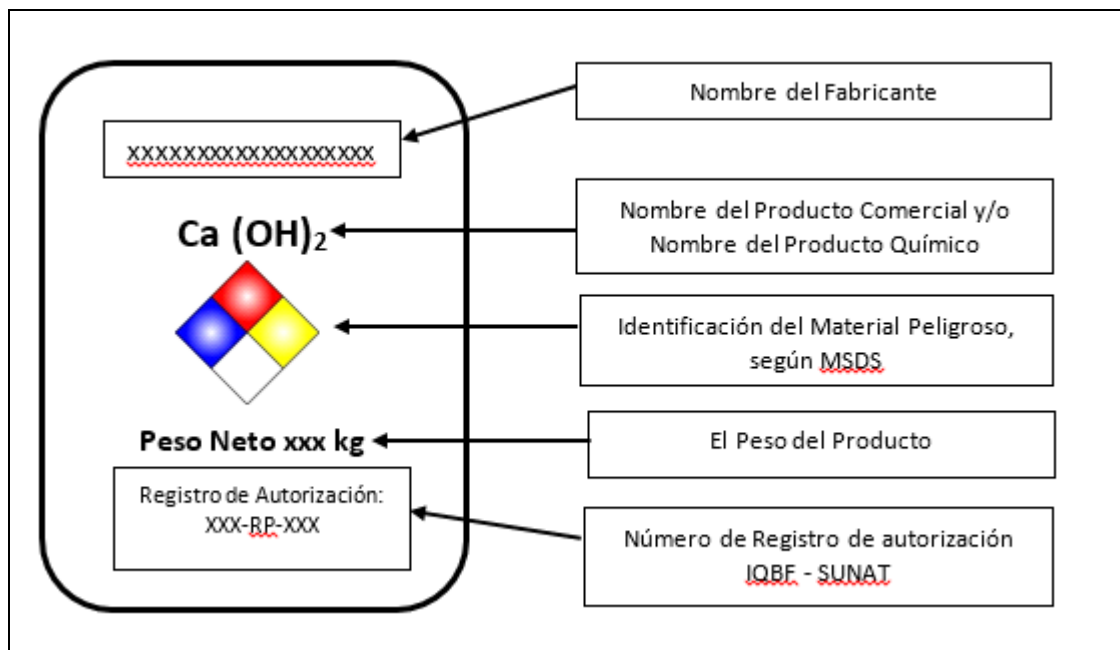 Nombre del Fabricante
XXXXXXXXXXXXXXXXXX
Ca (OH)₂
Nombre del Producto Comercial y/o
Nombre del Producto Químico
Identificación del Material Peligroso,
según MSDS
Peso Neto xxx kg
El Peso del Producto
Registro de Autorización:
XXX-RP-XXX
Número de Registro de autorización
IQBF - SUNAT